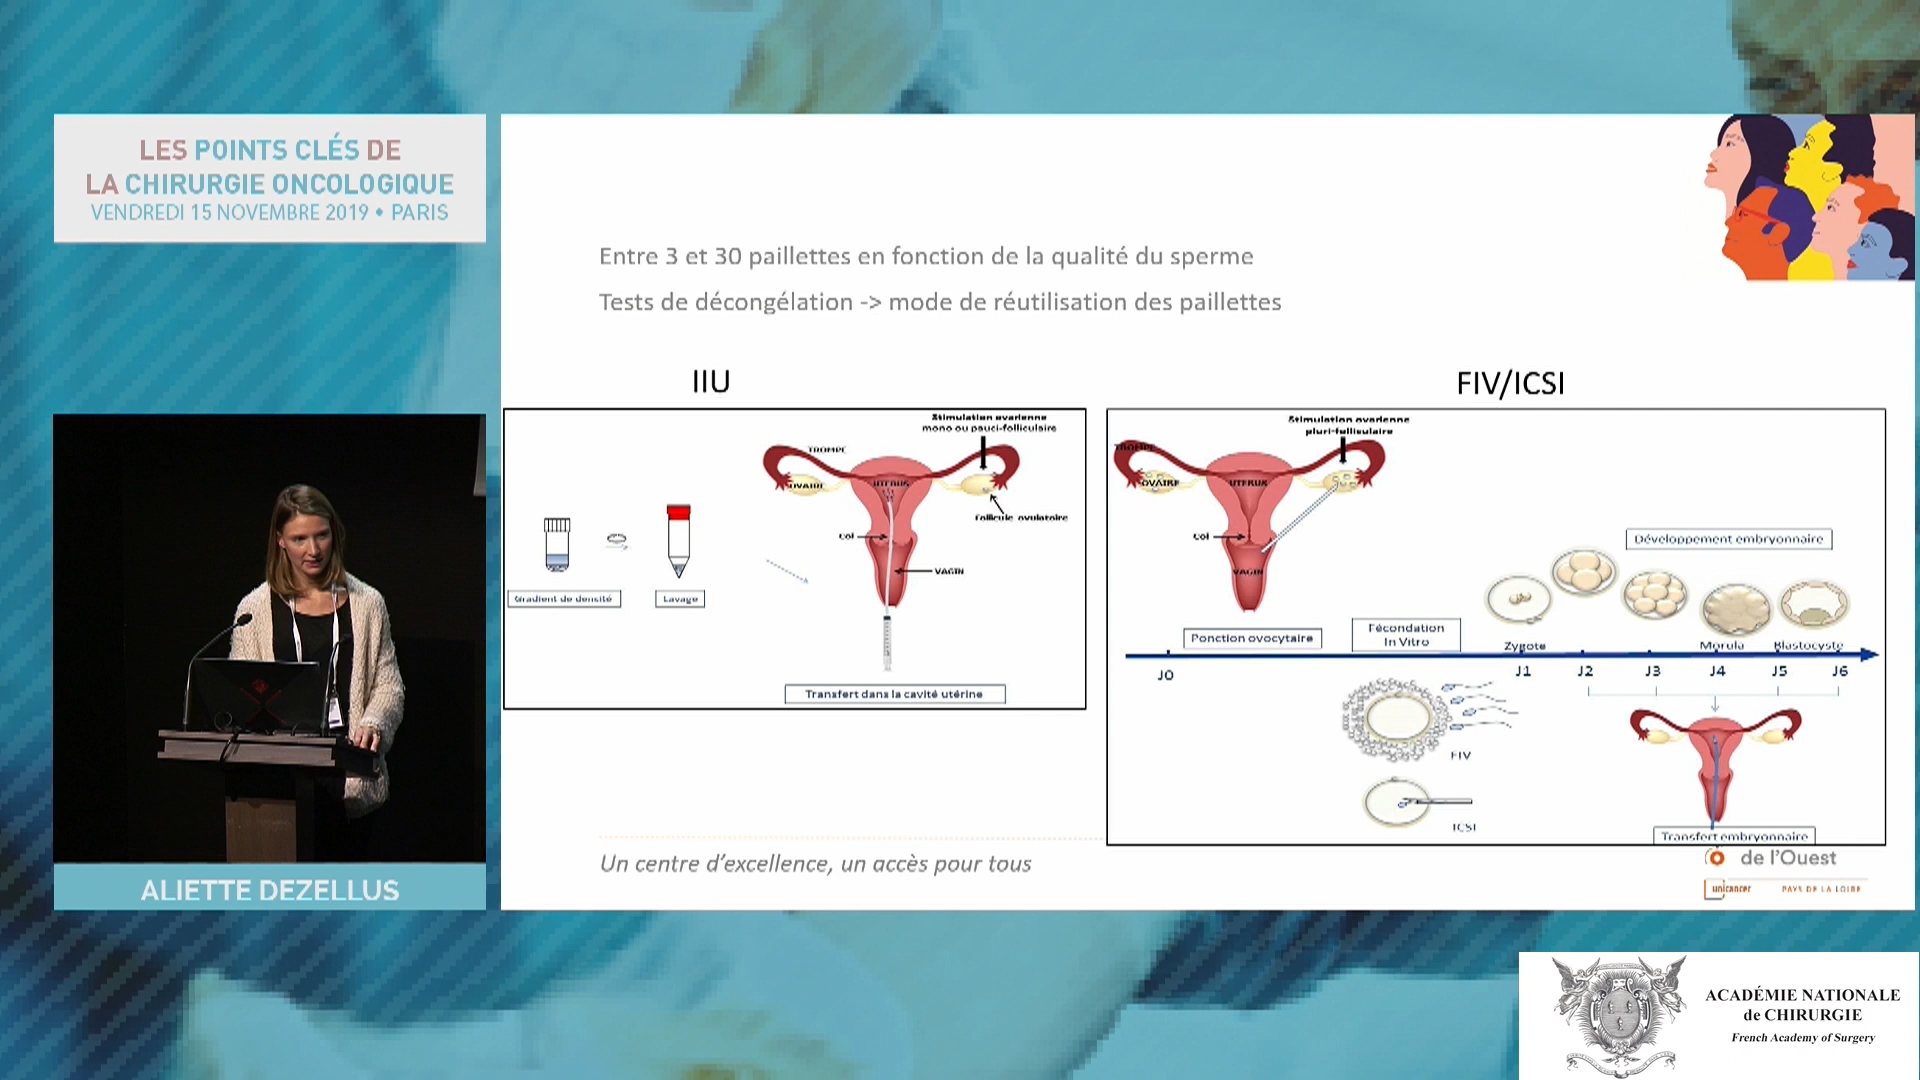 LES POINTS CLÉS DE
LA CHIRURGIE ONCOLOGIQUE
VENDREDI 15 NOVEMBRE 2019 • PARIS
ALIETTE DEZELLUS
Entre 3 et 30 paillettes en fonction de la qualité du sperme
Tests de décongélation -> mode de réutilisation des paillettes
IIU
Stimulation ovarienne
mono ou pauci-folliculaire
TROMPE
OVAIRE
UTERUS
Follicule ovulatoire
Col
VAGIN
Gradient de densité
Lavage
Transfert dans la cavité utérine
FIV/ICSI
Stimulation ovarienne
pluri-folliculaire
TROMPE
OVAIRE
UTERUS
Col
VAGIN
Développement embryonnaire
Ponction ovocytaire
Fécondation
In Vitro
Zygote
Morula
Blastocyste
J0
J1
J2
J3
J4
J5
J6
FIV
ICSI
Transfert embryonnaire
Un centre d'excellence, un accès pour tous
de l'Ouest
unicancer
PAYS DE LA LOIRE
ACADÉMIE NATIONALE
de CHIRURGIE
French Academy of Surgery